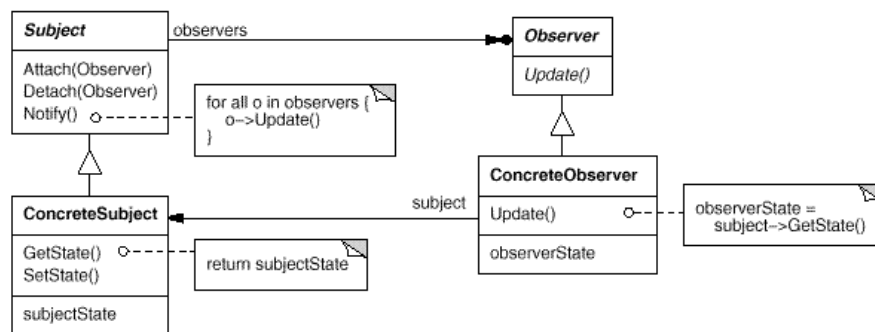 Subject
observers
Observer
Attach(Observer)
Detach(Observer)
Notify()
for all o in observers {
o->Update()
}
Update()
ConcreteSubject
GetState()
SetState()
subjectState
return subjectState
subject
ConcreteObserver
Update()
observerState
observerState =
subject->GetState()